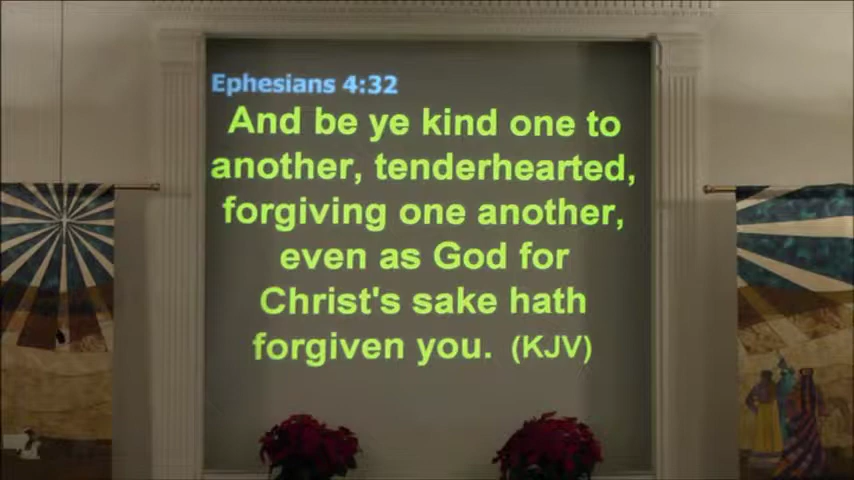 Ephesians 4:32
And be ye kind one to
another, tenderhearted,
forgiving one another,
even as God for
Christ's sake hath
forgiven you. (KJV)